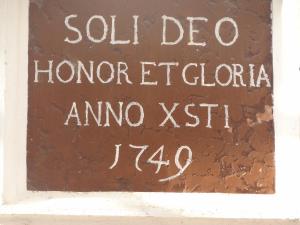 SOLI DEO
HONOR ET GLORIA
ANNO XSTI
1749